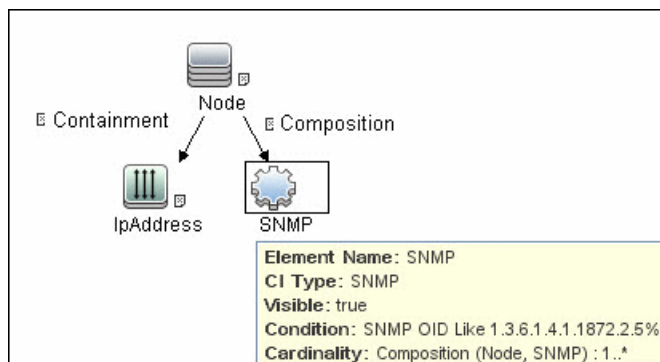 Node
Containment
Composition
IpAddress
SNMP
Element Name: SNMP
CI Type: SNMP
Visible: true
Condition: SNMP OID Like 1.3.6.1.4.1.1872.2.5%
Cardinality: Composition (Node, SNMP) : 1..*